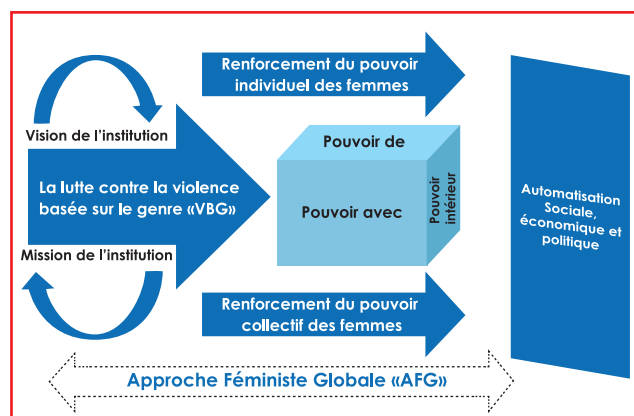 Renforcement du pouvoir
individuel des femmes
Vision de l'institution
La lutte contre la violence
basée sur le genre «VBG»
Mission de l'institution
Pouvoir de
Pouvoir avec
Pouvoir
intérieur
Automatisation
Sociale,
économique et
politique
Renforcement du pouvoir
collectif des femmes
Approche Féministe Globale «AFG»